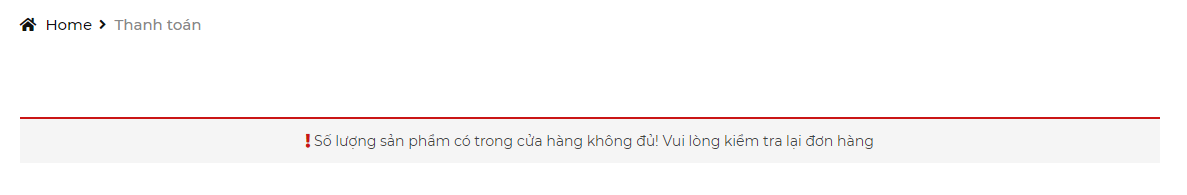 Home > Thanh toán
Số lượng sản phẩm có trong cửa hàng không đủ! Vui lòng kiểm tra lại đơn hàng